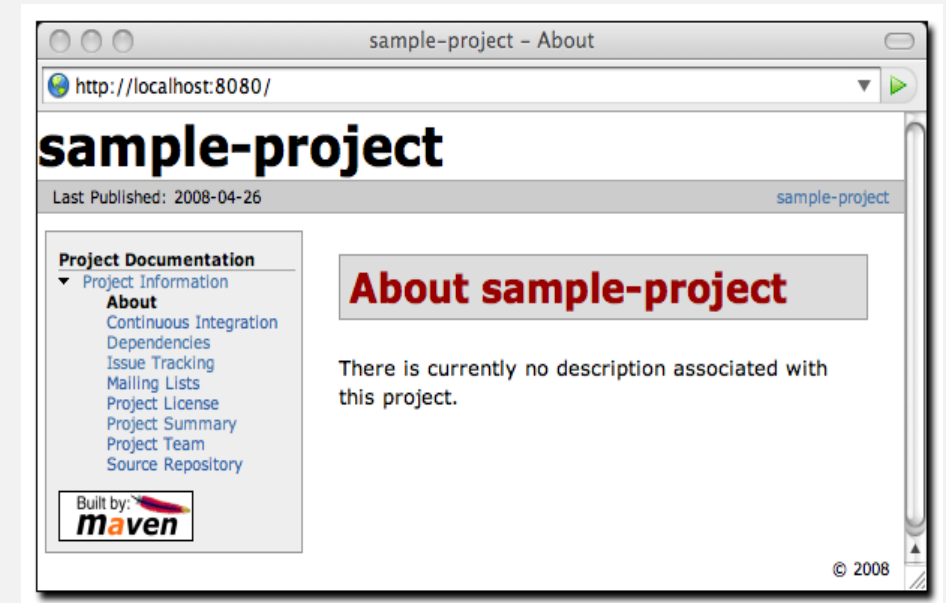 sample-project – About
http://localhost:8080/
sample-project
Last Published: 2008-04-26
sample-project
Project Documentation
Project Information
About
Continuous Integration
Dependencies
Issue Tracking
Mailing Lists
Project License
Project Summary
Project Team
Source Repository
Built by:
maven
About sample-project
There is currently no description associated with
this project.
© 2008